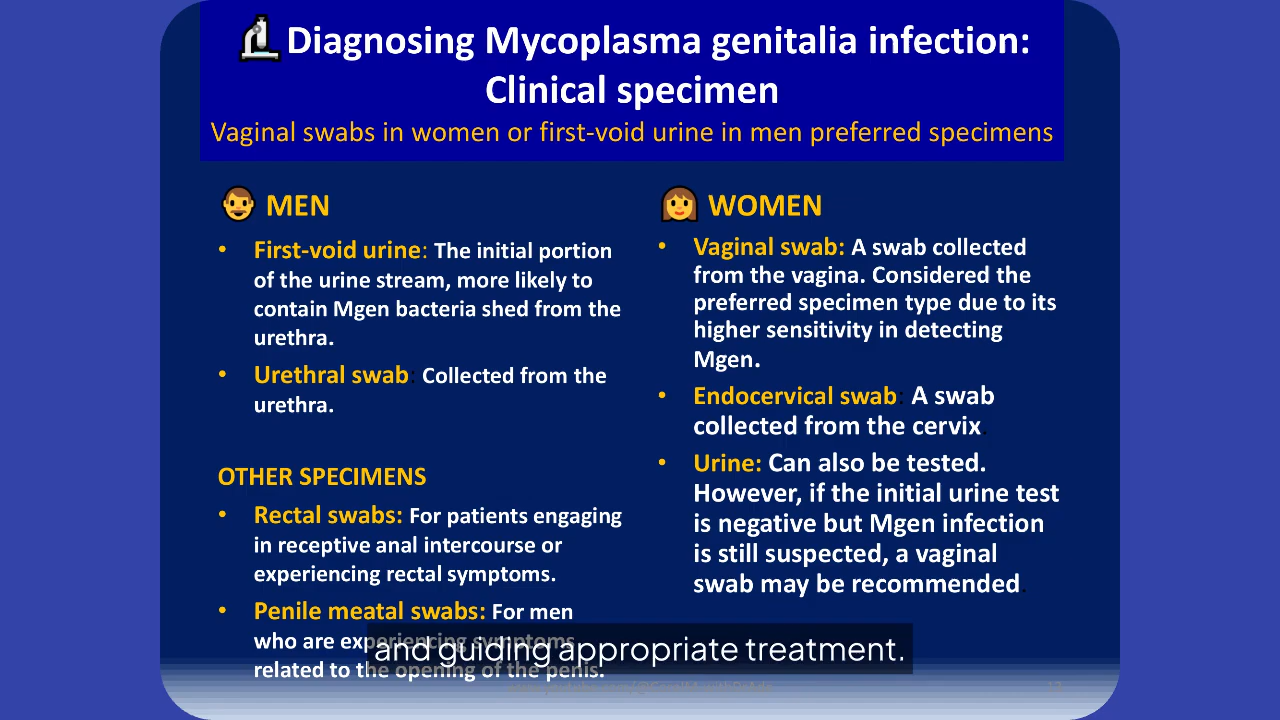 Diagnosing Mycoplasma genitalia infection:
Clinical specimen
Vaginal swabs in women or first-void urine in men preferred specimens
MEN
• First-void urine: The initial portion
of the urine stream, more likely to
contain Mgen bacteria shed from the
urethra.
• Urethral swab: Collected from the
urethra.
OTHER SPECIMENS
• Rectal swabs: For patients engaging
in receptive anal intercourse or
experiencing rectal symptoms.
• Penile meatal swabs: For men
who are experiencing symptoms
related to the opening of the penis.
WOMEN
• Vaginal swab: A swab collected
from the vagina. Considered the
preferred specimen type due to its
higher sensitivity in detecting
Mgen.
• Endocervical swab: A swab
collected from the cervix.
• Urine: Can also be tested.
However, if the initial urine test
is negative but Mgen infection
is still suspected, a vaginal
swab may be recommended.
and guiding appropriate treatment.